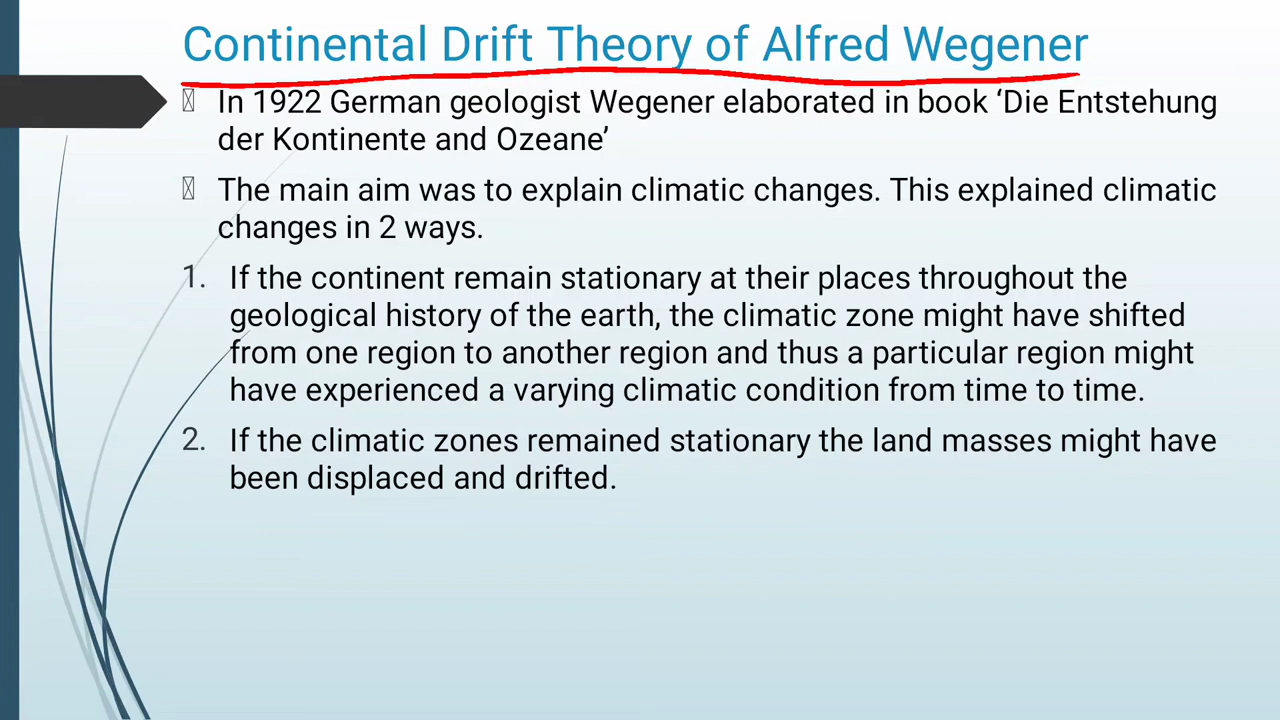 Continental Drift Theory of Alfred Wegener
In 1922 German geologist Wegener elaborated in book ‘Die Entstehung
der Kontinente and Ozeane’
The main aim was to explain climatic changes. This explained climatic
changes in 2 ways.
1. If the continent remain stationary at their places throughout the
geological history of the earth, the climatic zone might have shifted
from one region to another region and thus a particular region might
have experienced a varying climatic condition from time to time.
2. If the climatic zones remained stationary the land masses might have
been displaced and drifted.